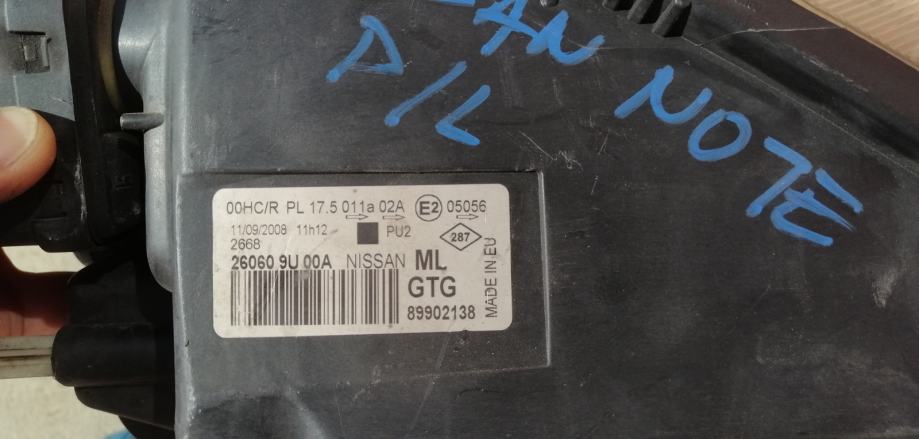 AN NOTE
D/L
00HC/R PL 17.5 011a 02A E2 05056
11/09/2008 11h12 PU2 287
2668
26060 9U 00A NISSAN ML
GTG
89902138
MADE IN EU